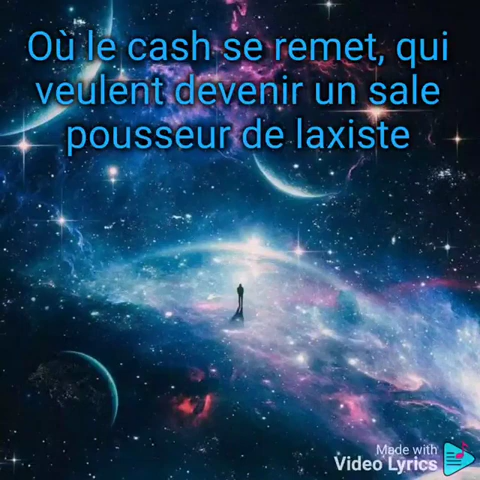 Où le cash se remet, qui
veulent devenir un sale
pousseur de laxiste
Made with
Video Lyrics